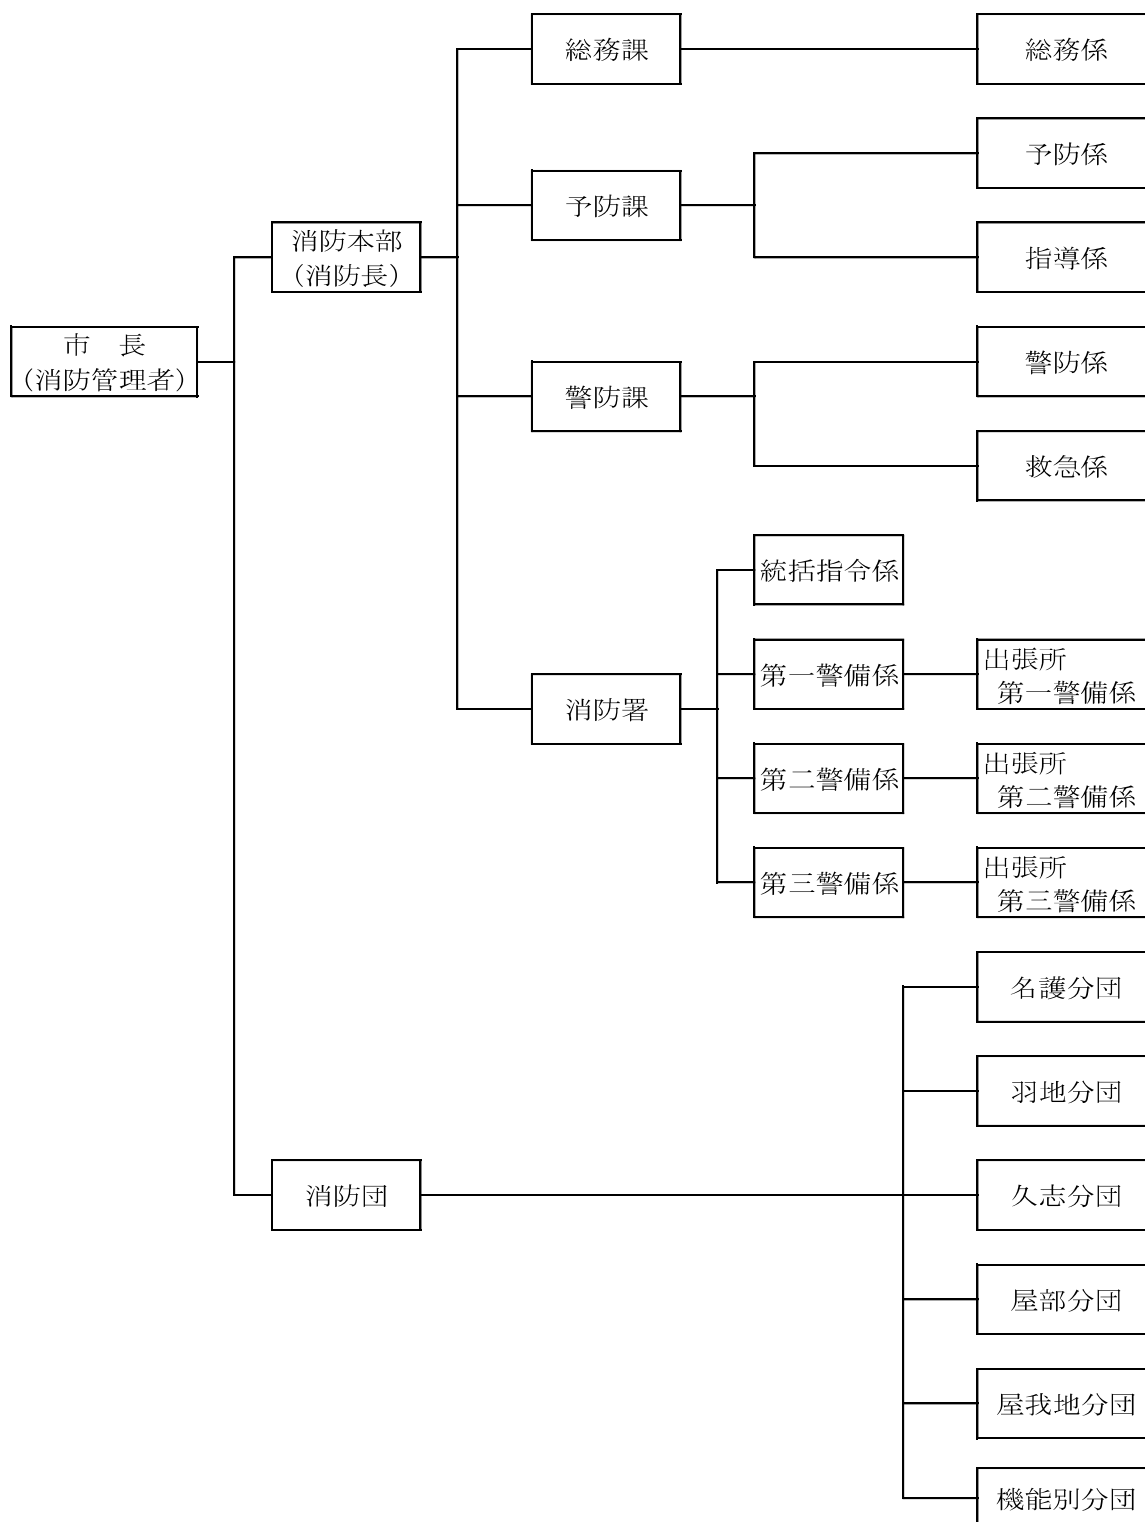 総務課
総務係
予防係
予防課
消防本部
(消防長)
指導係
市　長
(消防管理者)
警防係
警防課
救急係
統括指令係
消防署
第一警備係
出張所
第一警備係
第二警備係
出張所
第二警備係
第三警備係
出張所
第三警備係
名護分団
羽地分団
消防団
久志分団
屋部分団
屋我地分団
機能別分団